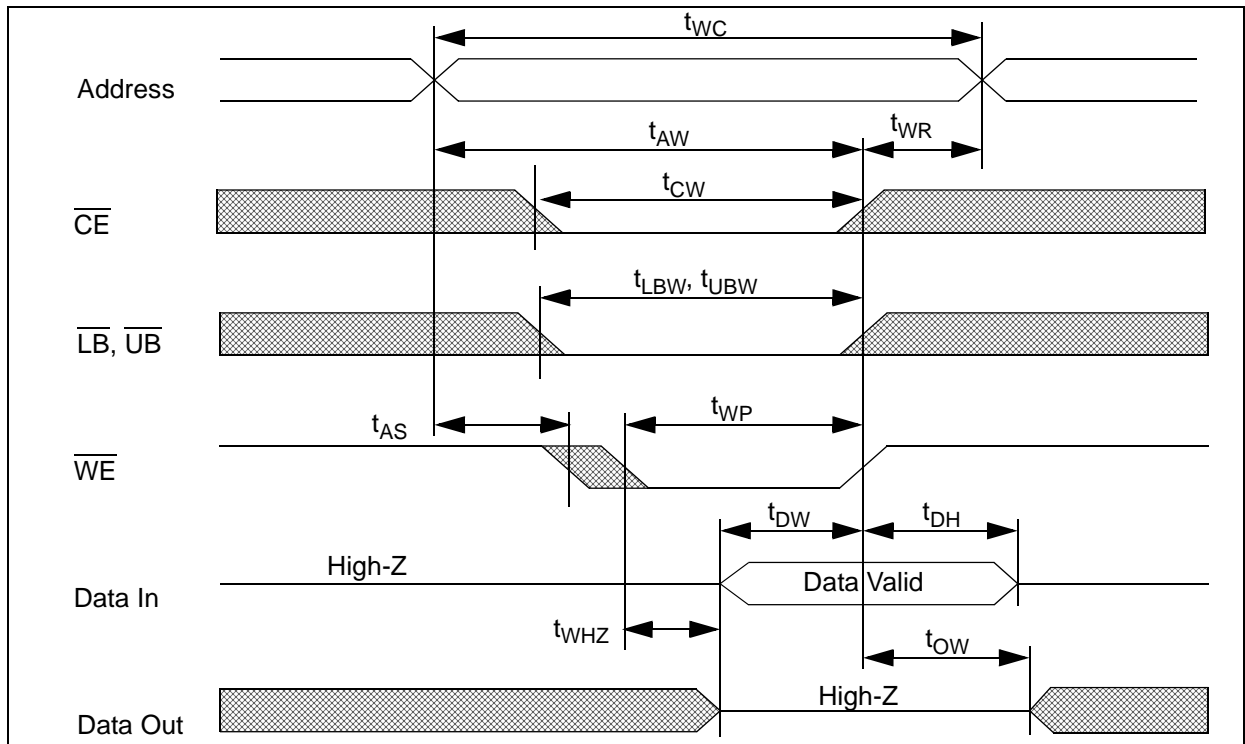 tWC
Address
tAW
tWR
tCW
CE
tLBW, tUBW
LB, UB
tWP
tAS
WE
tDW
tDH
High-Z
Data Valid
Data In
tWHZ
tOW
High-Z
Data Out